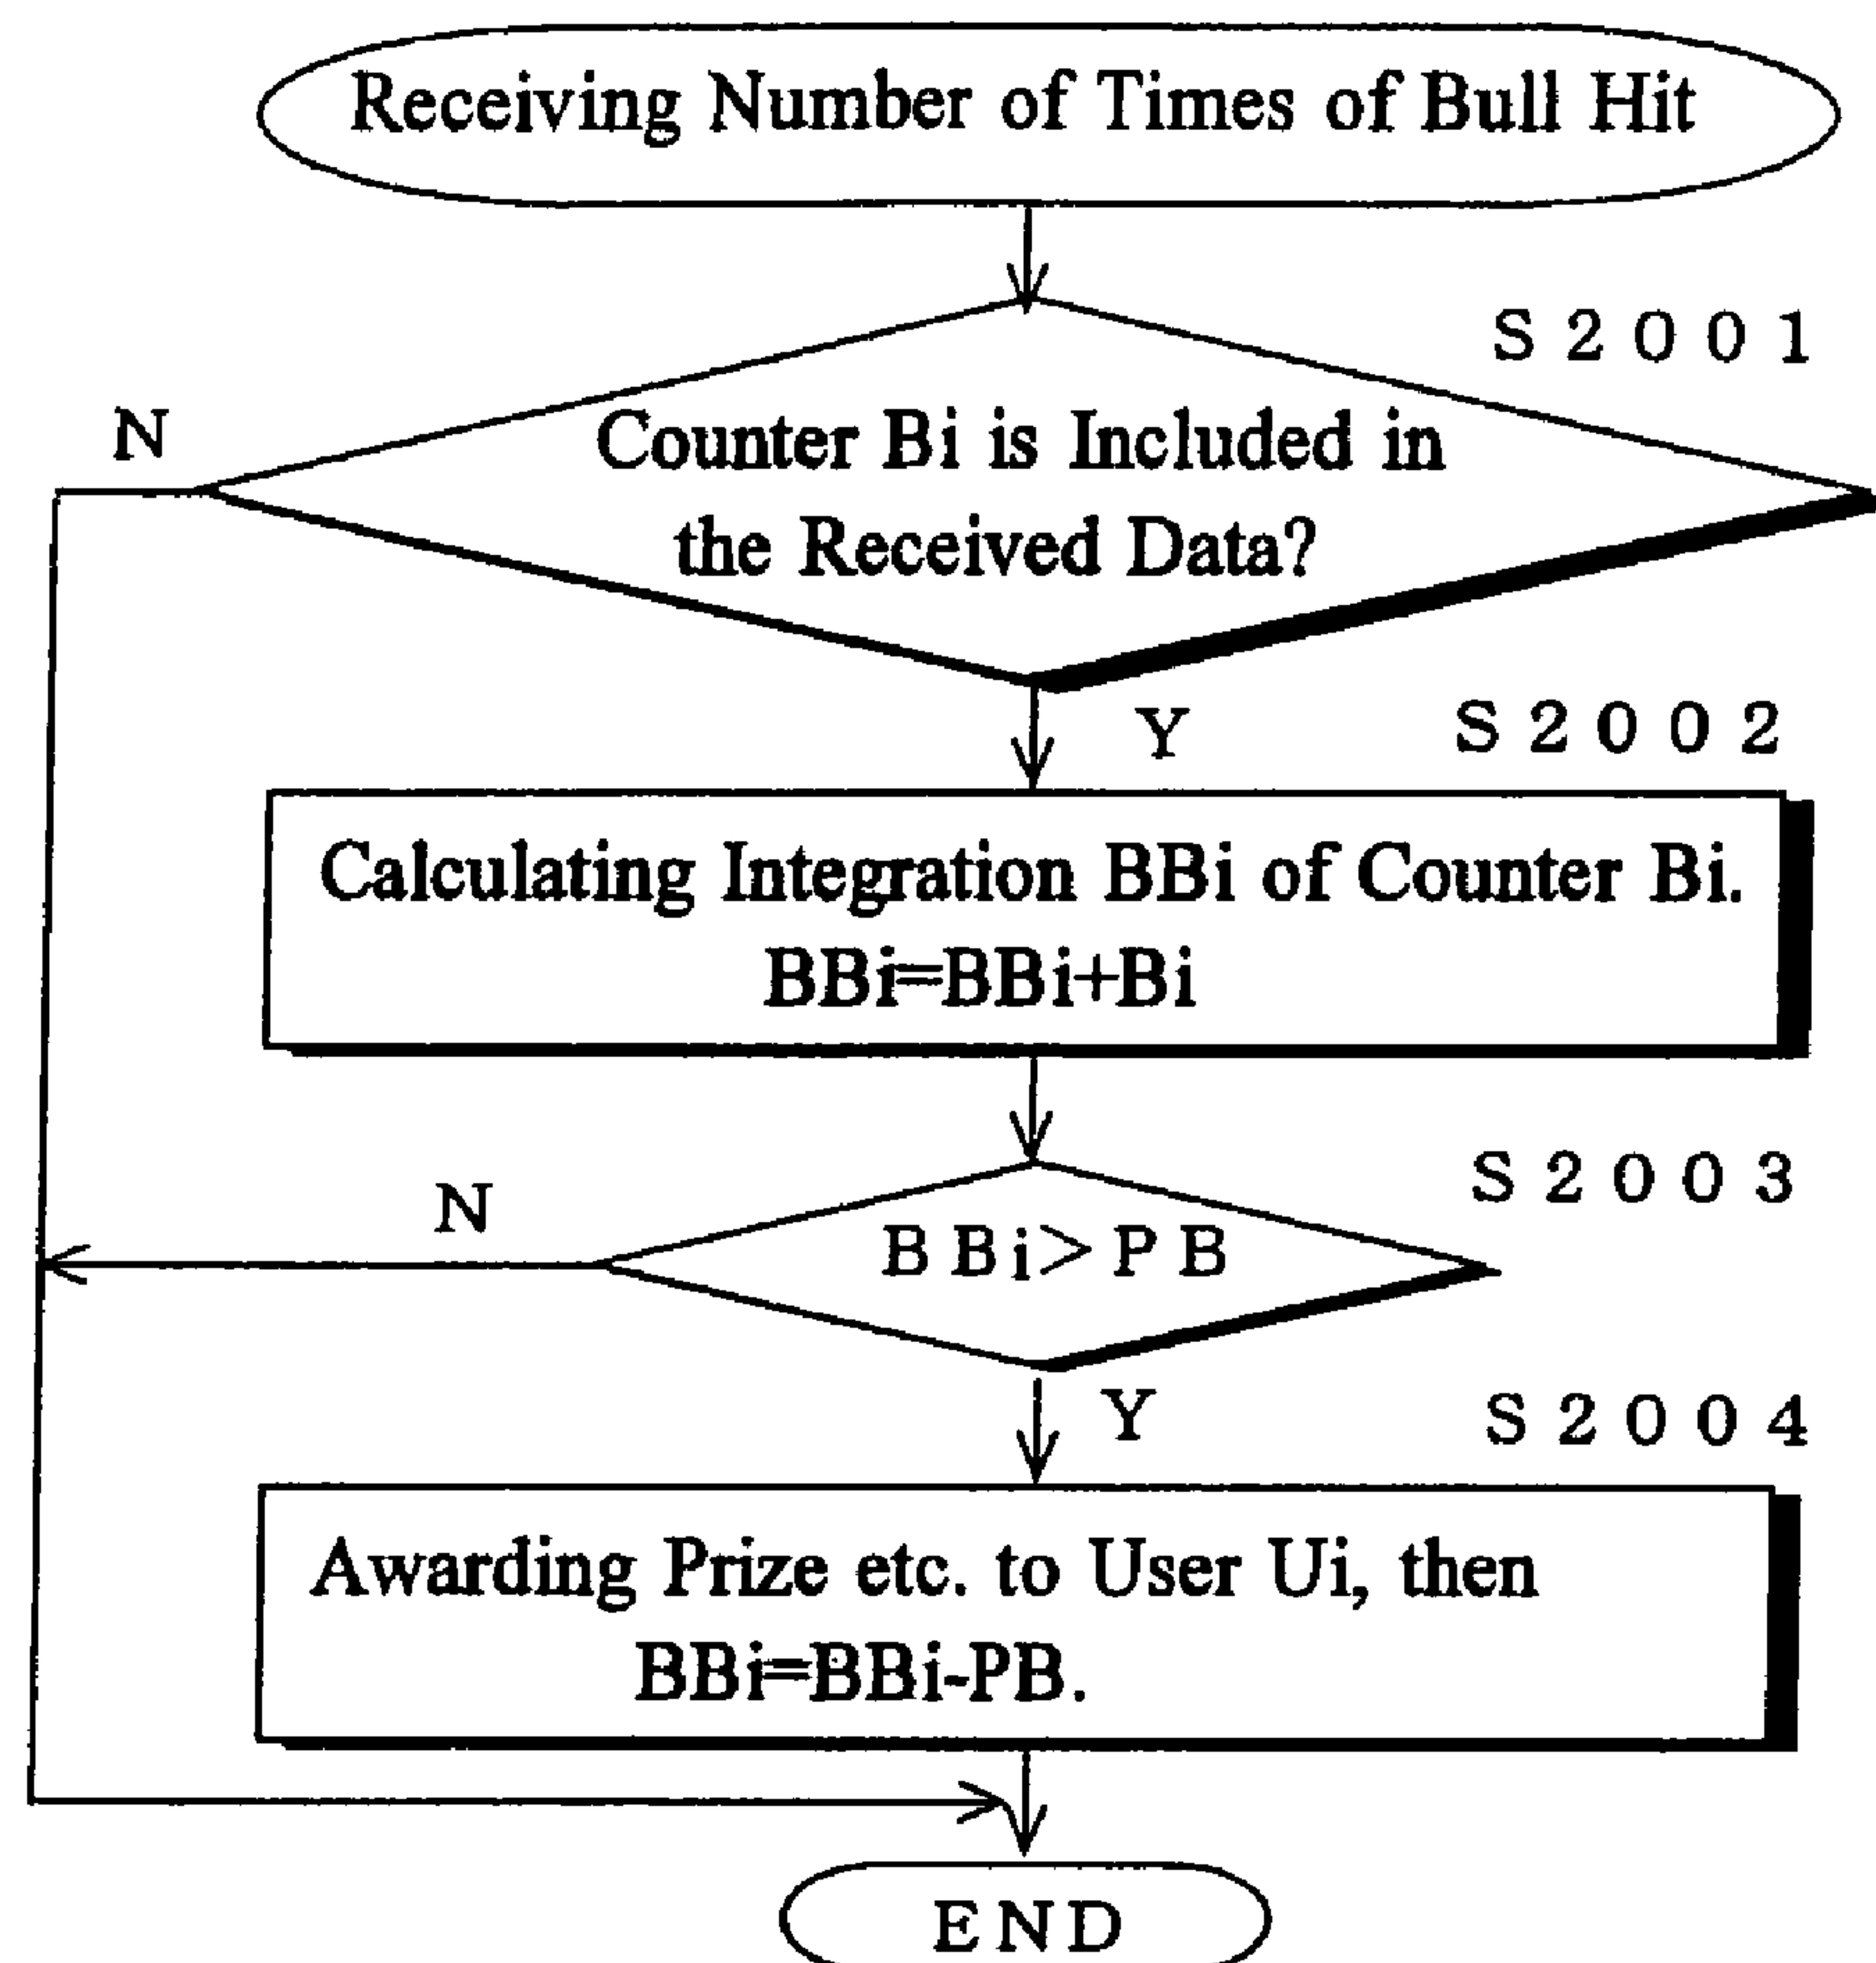 Receiving Number of Times of Bull Hit
S2001
N
Counter Bi is Included in
the Received Data?
Y
S2002
Calculating Integration BBi of Counter Bi.
BBi=BBi+Bi
S2003
N
BBi>PB
Y
S2004
Awarding Prize etc. to User Ui, then
BBi=BBi-PB.
END